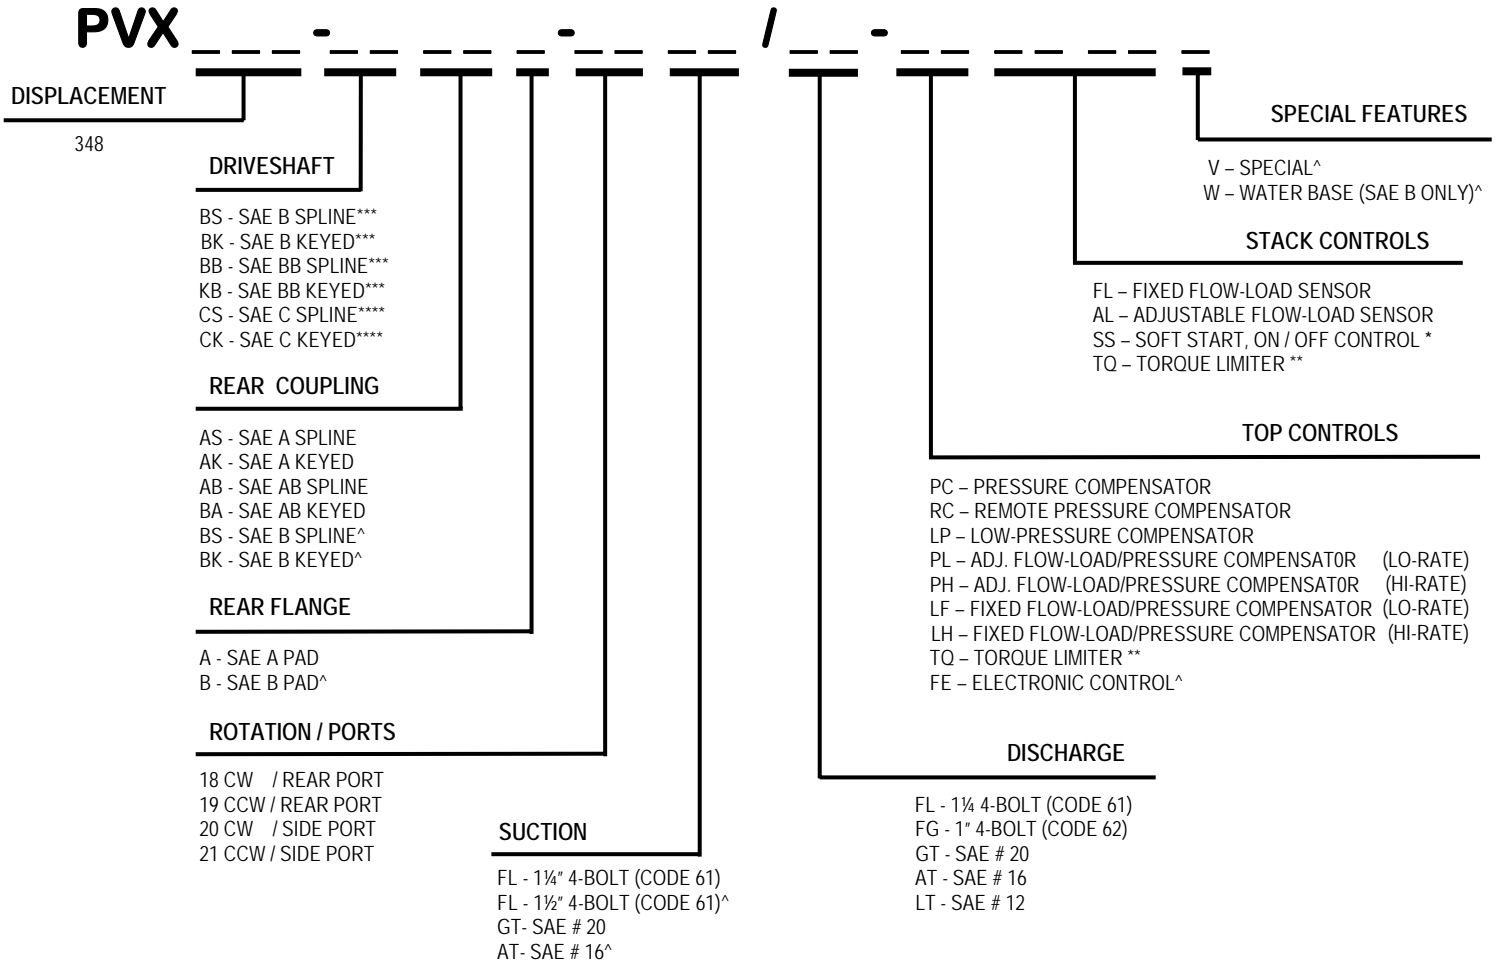 PVX _ _ _ - _ _ _ _ _ - _ _ _ _ / _ _ - _ _ _ _ _ _ _
DISPLACEMENT
348
DRIVESHAFT
BS - SAE B SPLINE***
BK - SAE B KEYED***
BB - SAE BB SPLINE***
KB - SAE BB KEYED***
CS - SAE C SPLINE****
CK - SAE C KEYED****
REAR COUPLING
AS - SAE A SPLINE
AK - SAE A KEYED
AB - SAE AB SPLINE
BA - SAE AB KEYED
BS - SAE B SPLINE^
BK - SAE B KEYED^
REAR FLANGE
A - SAE A PAD
B - SAE B PAD^
ROTATION / PORTS
18 CW / REAR PORT
19 CCW / REAR PORT
20 CW / SIDE PORT
21 CCW / SIDE PORT
SUCTION
FL - 1¼" 4-BOLT (CODE 61)
FL - 1½" 4-BOLT (CODE 61)^
GT- SAE # 20
AT- SAE # 16^
DISCHARGE
FL - 1¼ 4-BOLT (CODE 61)
FG - 1" 4-BOLT (CODE 62)
GT - SAE # 20
AT - SAE # 16
LT - SAE # 12
TOP CONTROLS
PC – PRESSURE COMPENSATOR
RC – REMOTE PRESSURE COMPENSATOR
LP – LOW-PRESSURE COMPENSATOR
PL – ADJ. FLOW-LOAD/PRESSURE COMPENSAT0R (LO-RATE)
PH – ADJ. FLOW-LOAD/PRESSURE COMPENSAT0R (HI-RATE)
LF – FIXED FLOW-LOAD/PRESSURE COMPENSATOR (LO-RATE)
LH – FIXED FLOW-LOAD/PRESSURE COMPENSATOR (HI-RATE)
TQ – TORQUE LIMITER **
FE – ELECTRONIC CONTROL^
STACK CONTROLS
FL – FIXED FLOW-LOAD SENSOR
AL – ADJUSTABLE FLOW-LOAD SENSOR
SS – SOFT START, ON / OFF CONTROL *
TQ – TORQUE LIMITER **
SPECIAL FEATURES
V – SPECIAL^
W – WATER BASE (SAE B ONLY)^